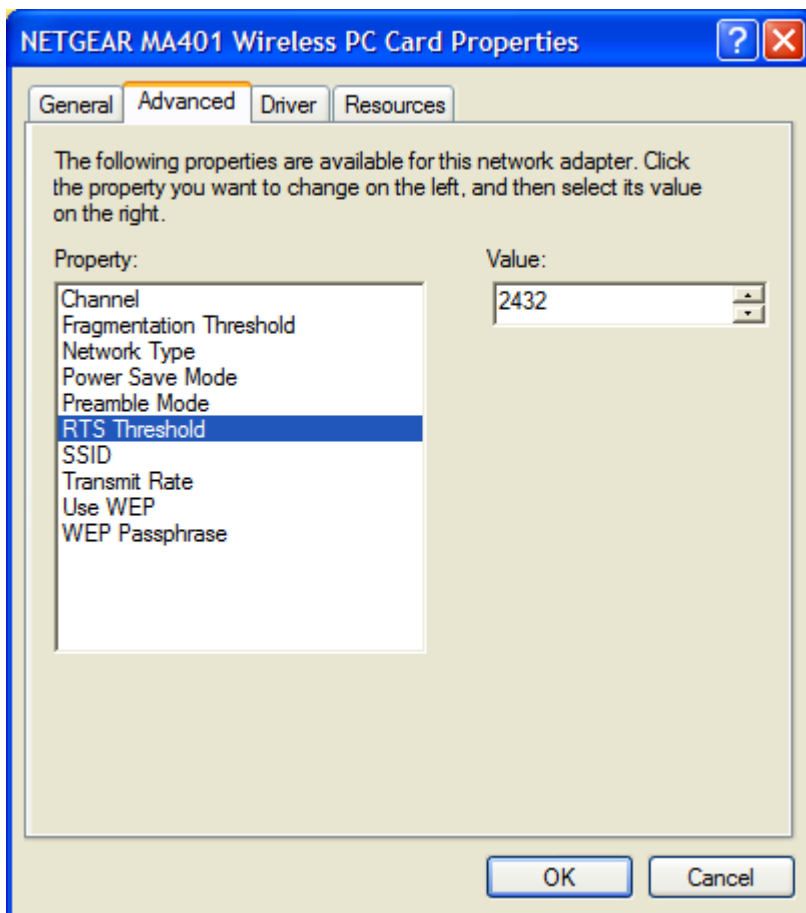 NETGEAR MA401 Wireless PC Card Properties
General Advanced Driver Resources
The following properties are available for this network adapter. Click
the property you want to change on the left, and then select its value
on the right.
Property:
Value:
Channel
Fragmentation Threshold
Network Type
Power Save Mode
Preamble Mode
RTS Threshold
SSID
Transmit Rate
Use WEP
WEP Passphrase
2432
OK Cancel